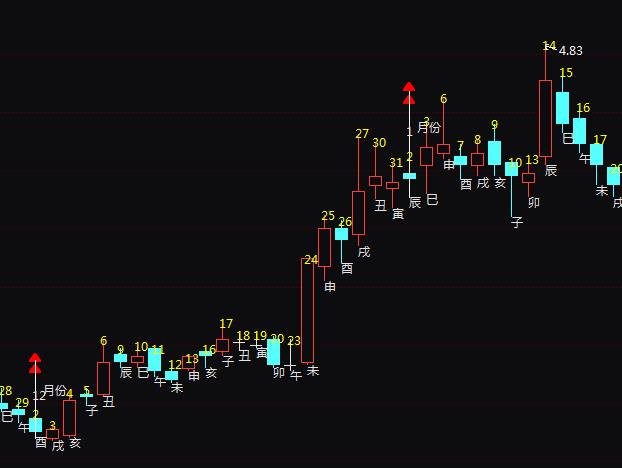 14
4.83
15
6
16
月份
3
27
1
30
9
8
17
7
2
10
13
31
20
巳
午
申
辰
酉
戌
亥
未
戌
辰
巳
卯
丑
寅
子
25
26
戌
24
酉
申
17
6
18
19
20
23
10
11
9
16
13
12
子
丑
寅
辰
巳
午
未
申
亥
卯
午
未
28
12
月份
4
5
29
2
3
丑
子
巳
午
酉
戌
亥